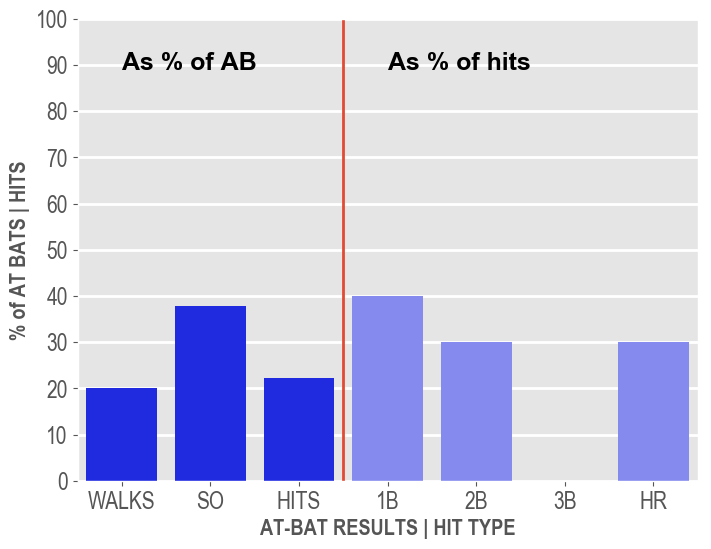 100
90
80
70
60
50
40
30
20
10
0
% of AT BATS | HITS
As % of AB
As % of hits
WALKS SO HITS 1B 2B 3B HR
AT-BAT RESULTS | HIT TYPE